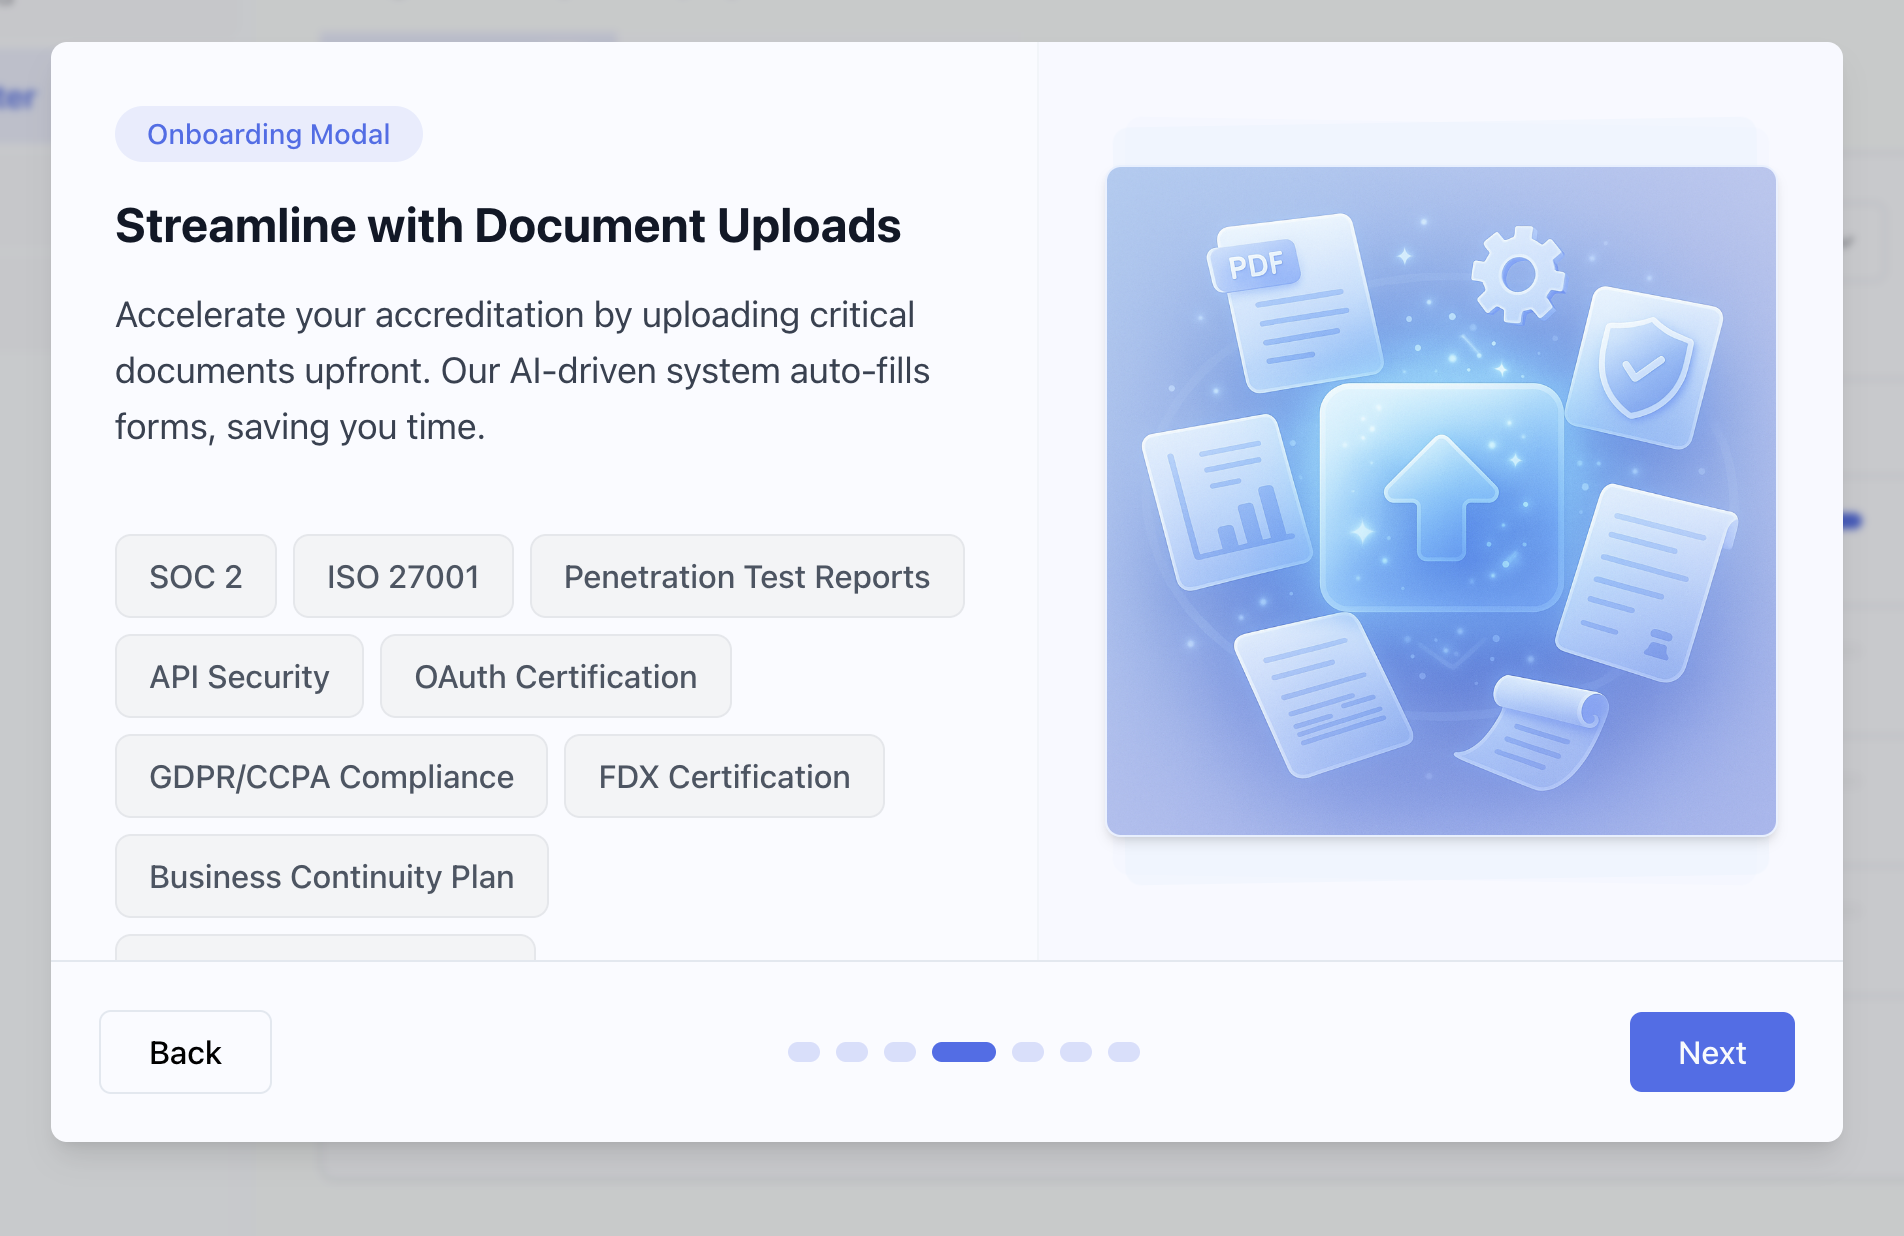 Onboarding Modal
Streamline with Document Uploads
Accelerate your accreditation by uploading critical
documents upfront. Our AI-driven system auto-fills
forms, saving you time.
SOC 2
ISO 27001
Penetration Test Reports
API Security
OAuth Certification
GDPR/CCPA Compliance
FDX Certification
Business Continuity Plan
PDF
Back
Next